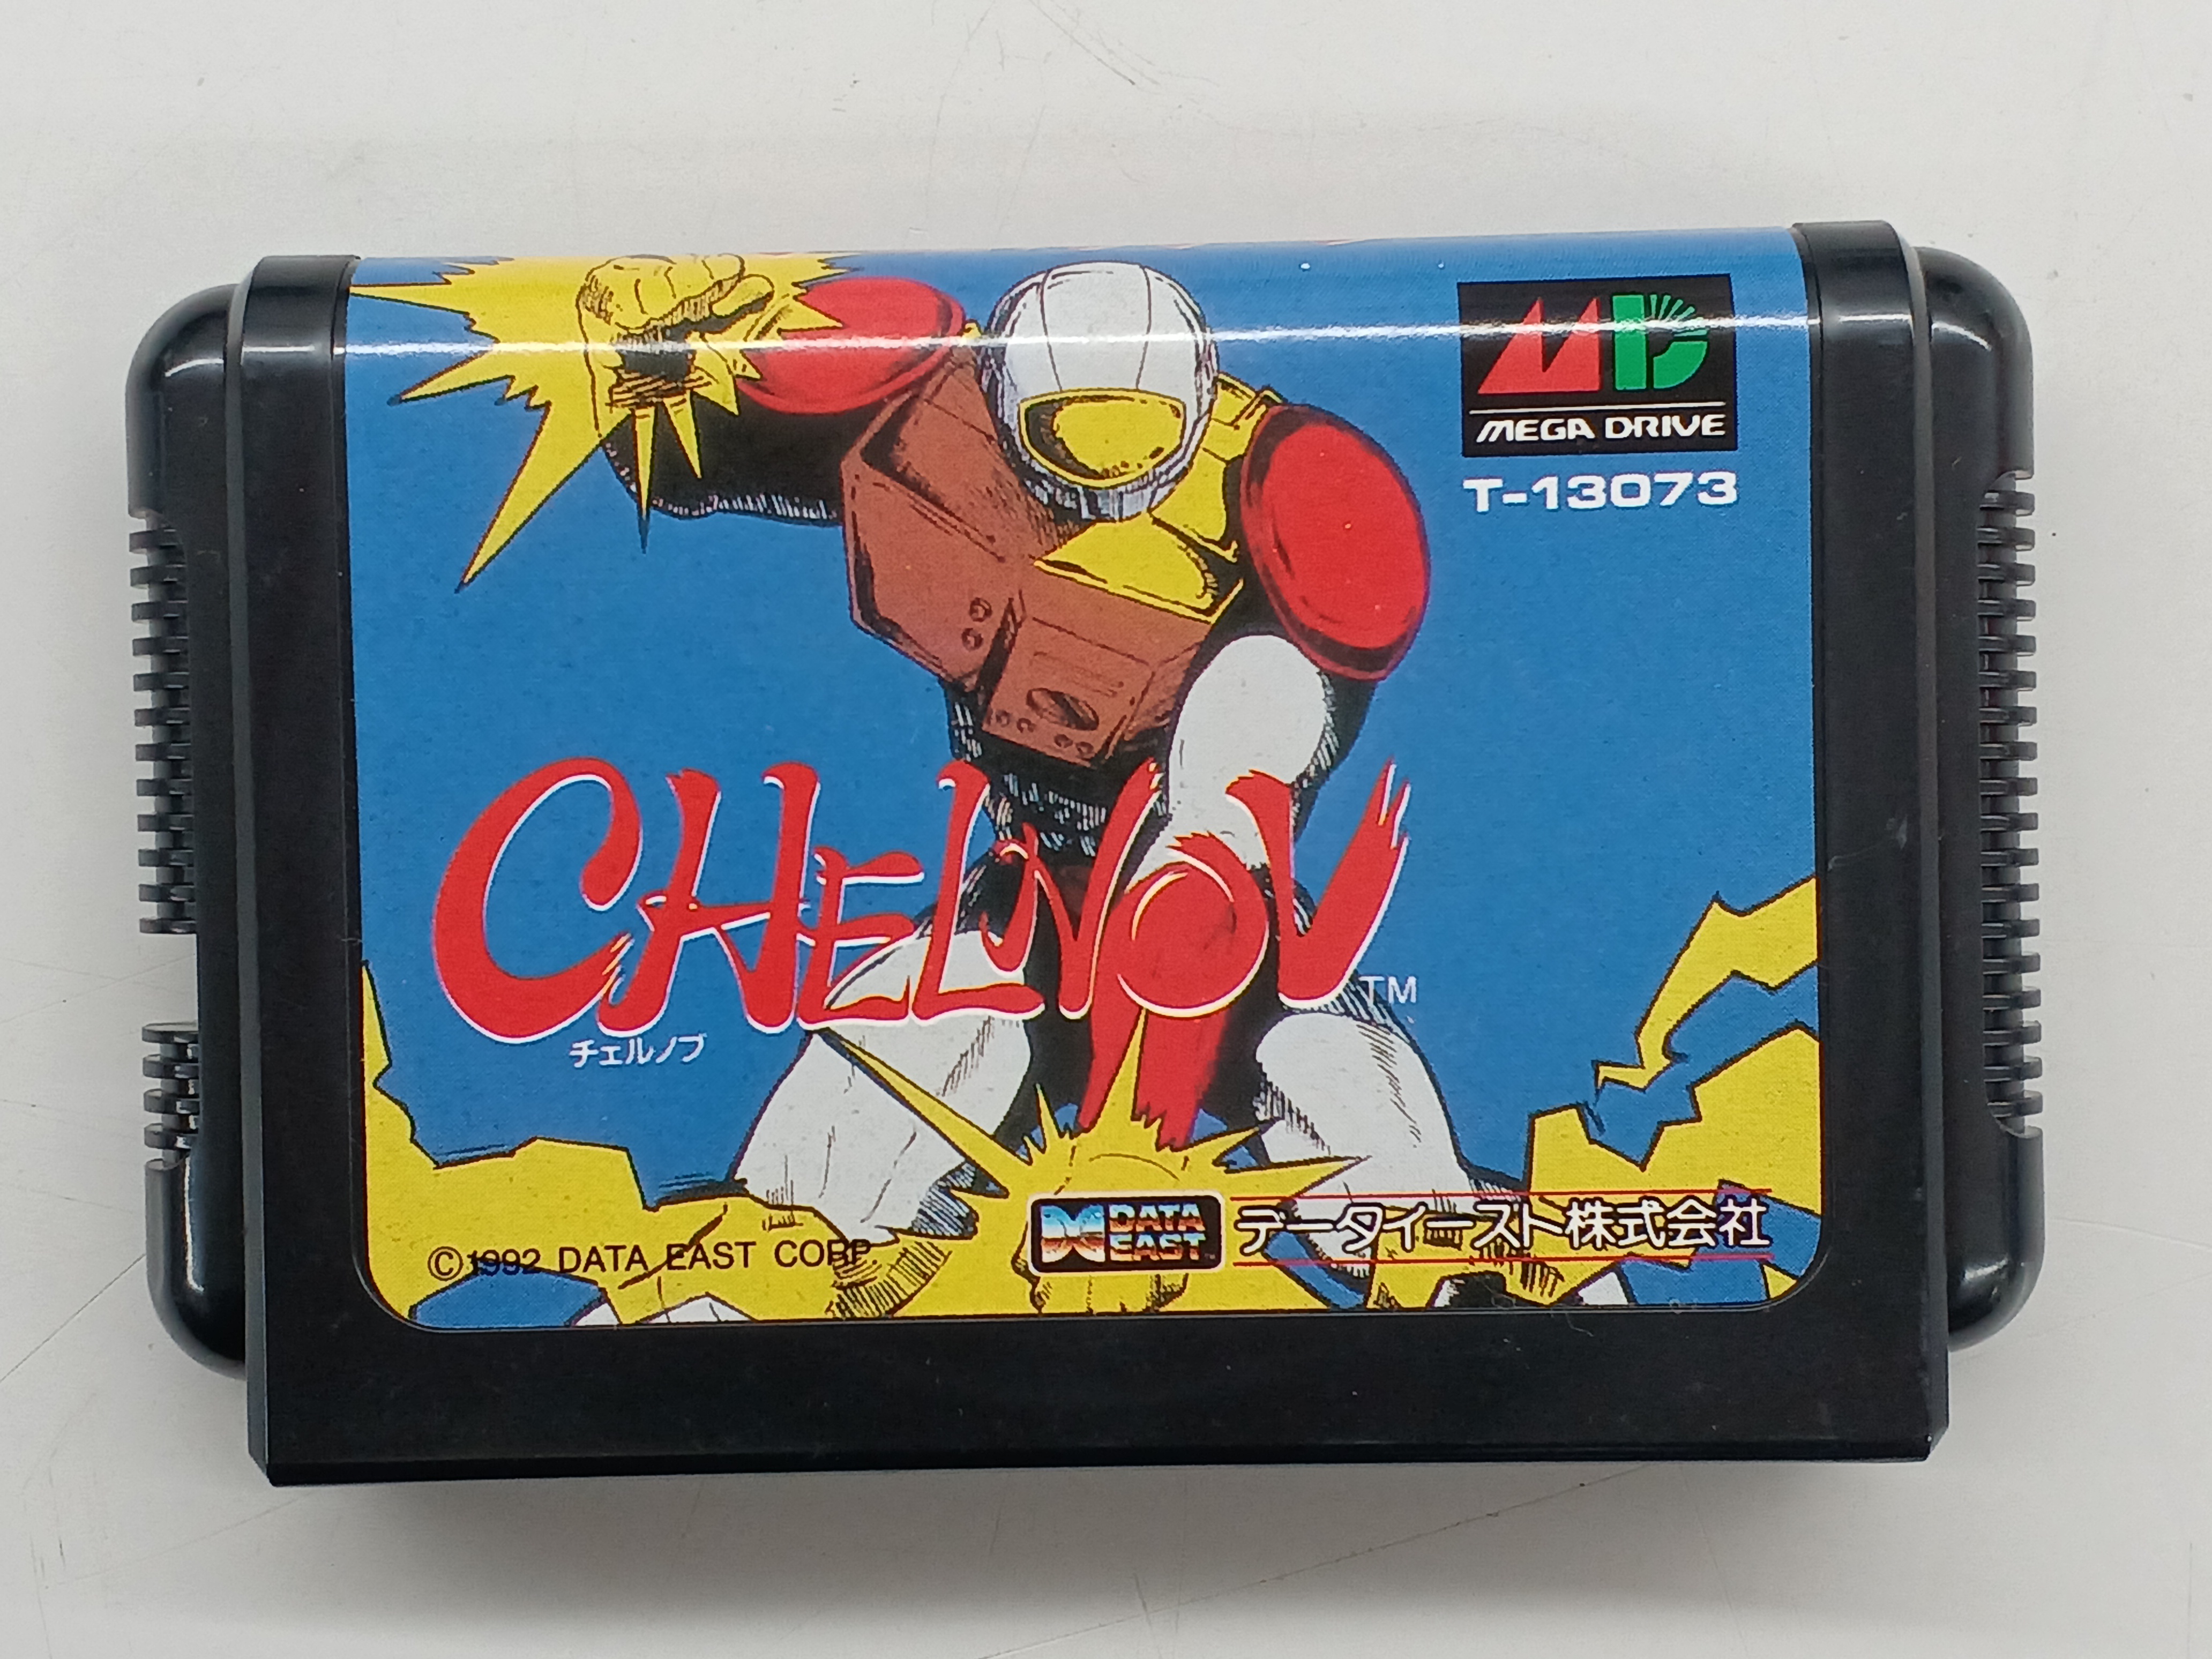 MEGA DRIVE
T-13073
CHELNOV TM
チェルノブ
©1992 DATA EAST CORP
DATA EAST
データイースト株式会社